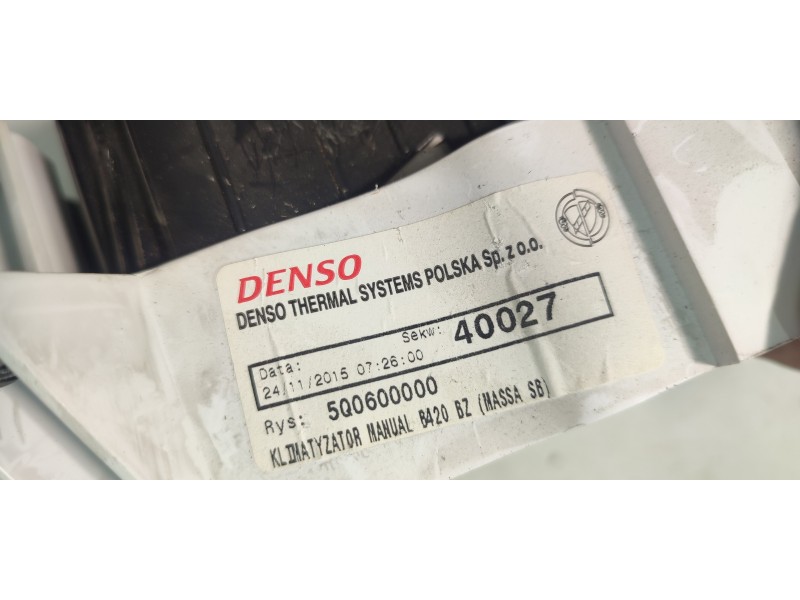 DENSO
DENSO THERMAL SYSTEMS POLSKA Sp. z o.o.
Data: Sekw: 40027
24/11/2015 07:26:00
Rys: 5Q0600000
KLIMATYZATOR MANUAL B420 BZ (MASSA SB)